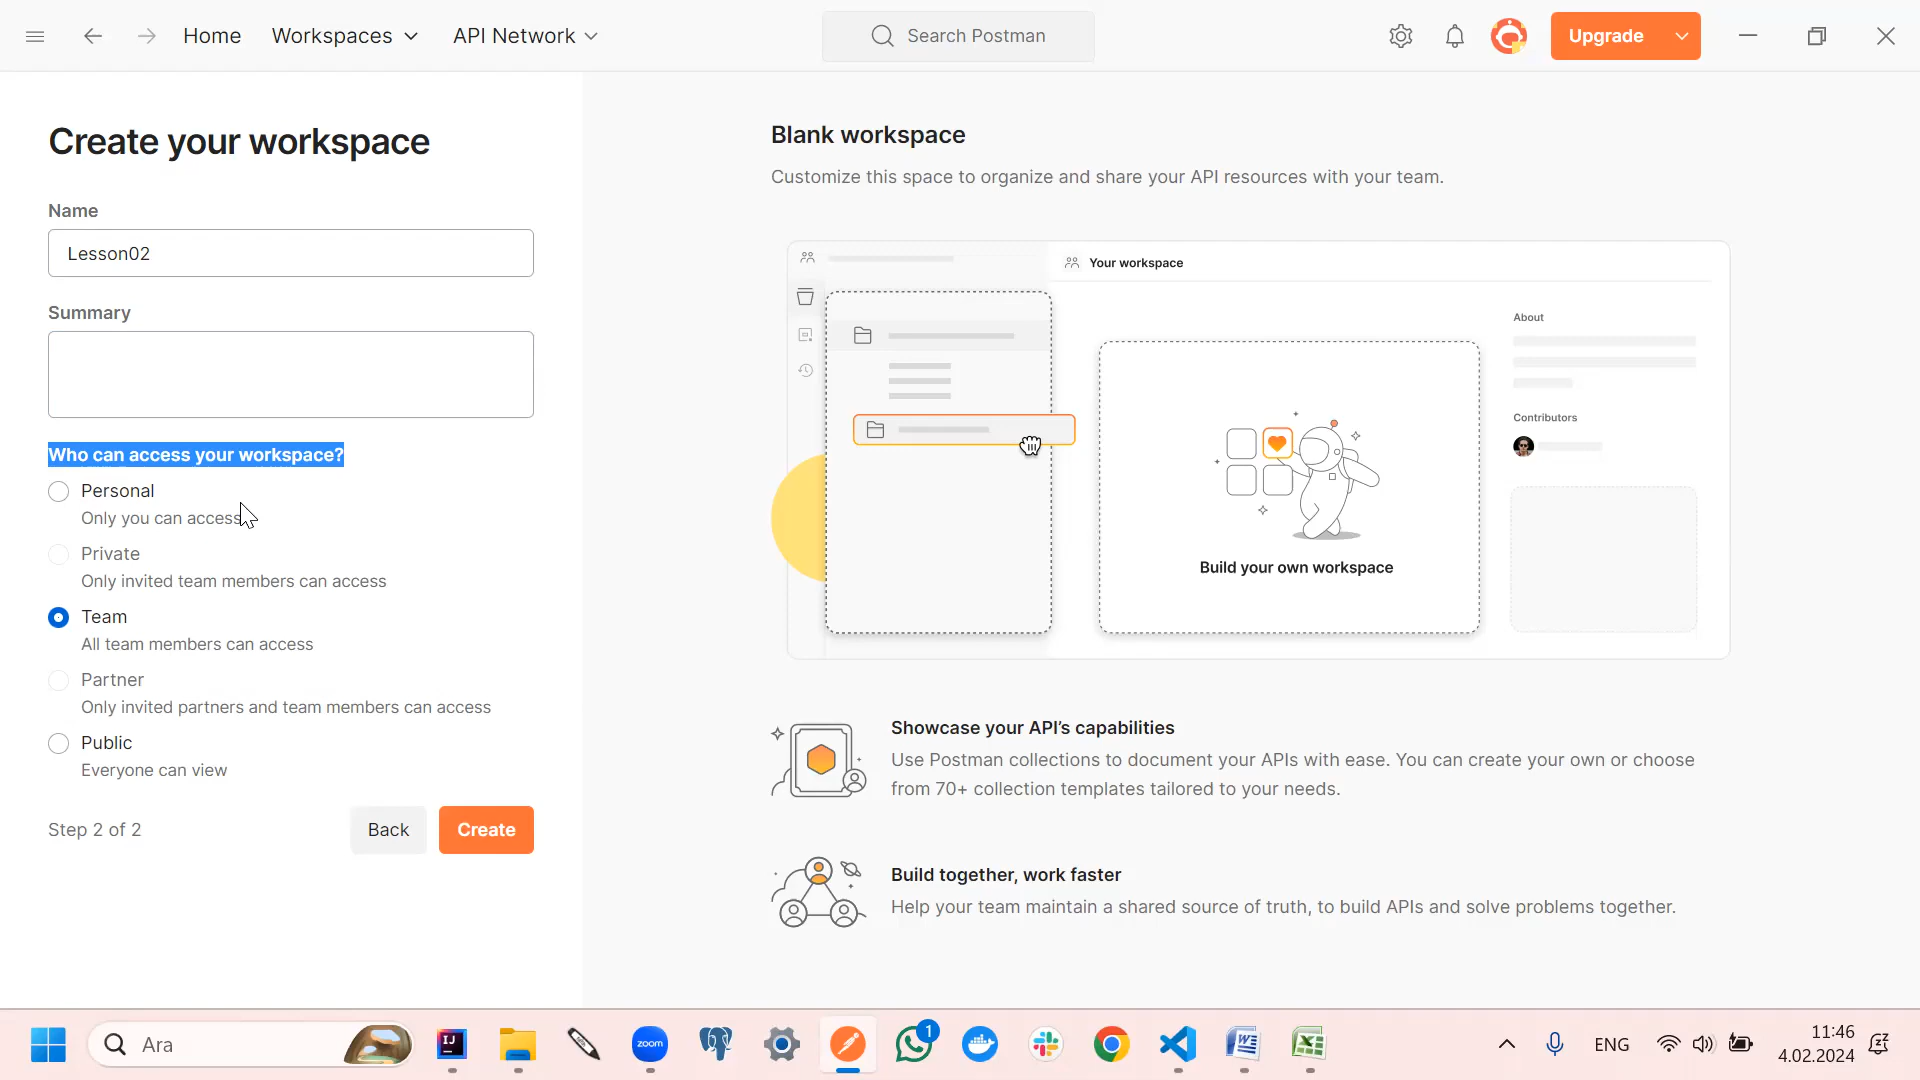 Home
Workspaces
API Network
Search Postman
Upgrade
Create your workspace
Name
Lesson02
Summary
Who can access your workspace?
Personal
Only you can access
Private
Only invited team members can access
Team
All team members can access
Partner
Only invited partners and team members can access
Public
Everyone can view
Step 2 of 2
Back
Create
Blank workspace
Customize this space to organize and share your API resources with your team.
Your workspace
About
Contributors
Build your own workspace
Showcase your API's capabilities
Use Postman collections to document your APIs with ease. You can create your own or choose
from 70+ collection templates tailored to your needs.
Build together, work faster
Help your team maintain a shared source of truth, to build APIs and solve problems together.
Ara
IJ
zoom
1
W
X
ENG
11:46
4.02.2024